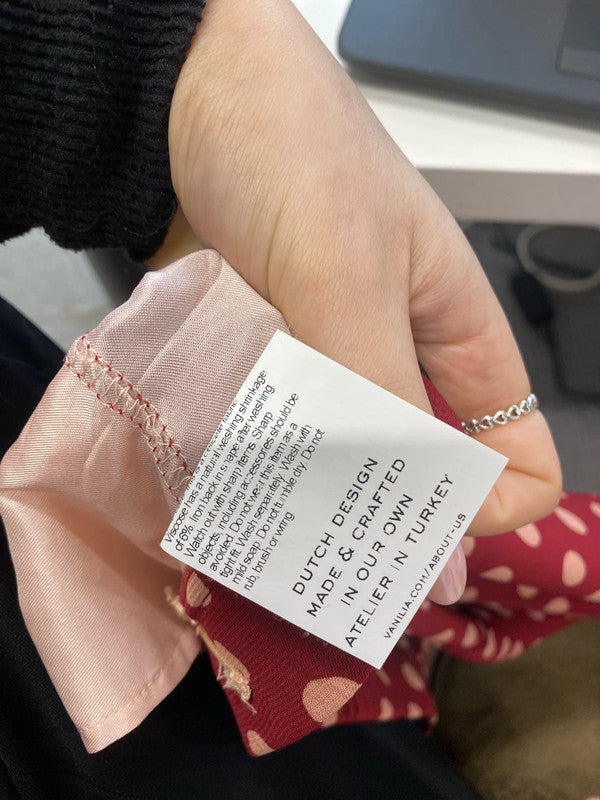 Viscose has a natural washing shrinkage
of 6%. Iron back in shape after washing.
Watch out with sharp items. Sharp
objects, including accessories should be
avoided. Do not wear this item as a
tight fit. Wash separately. Wash with
mild soap. Do not tumble dry. Do not
rub, brush or wring
DUTCH DESIGN
MADE & CRAFTED
IN OUR OWN
ATELIER IN TURKEY
VANILIA.COM/ABOUT-US